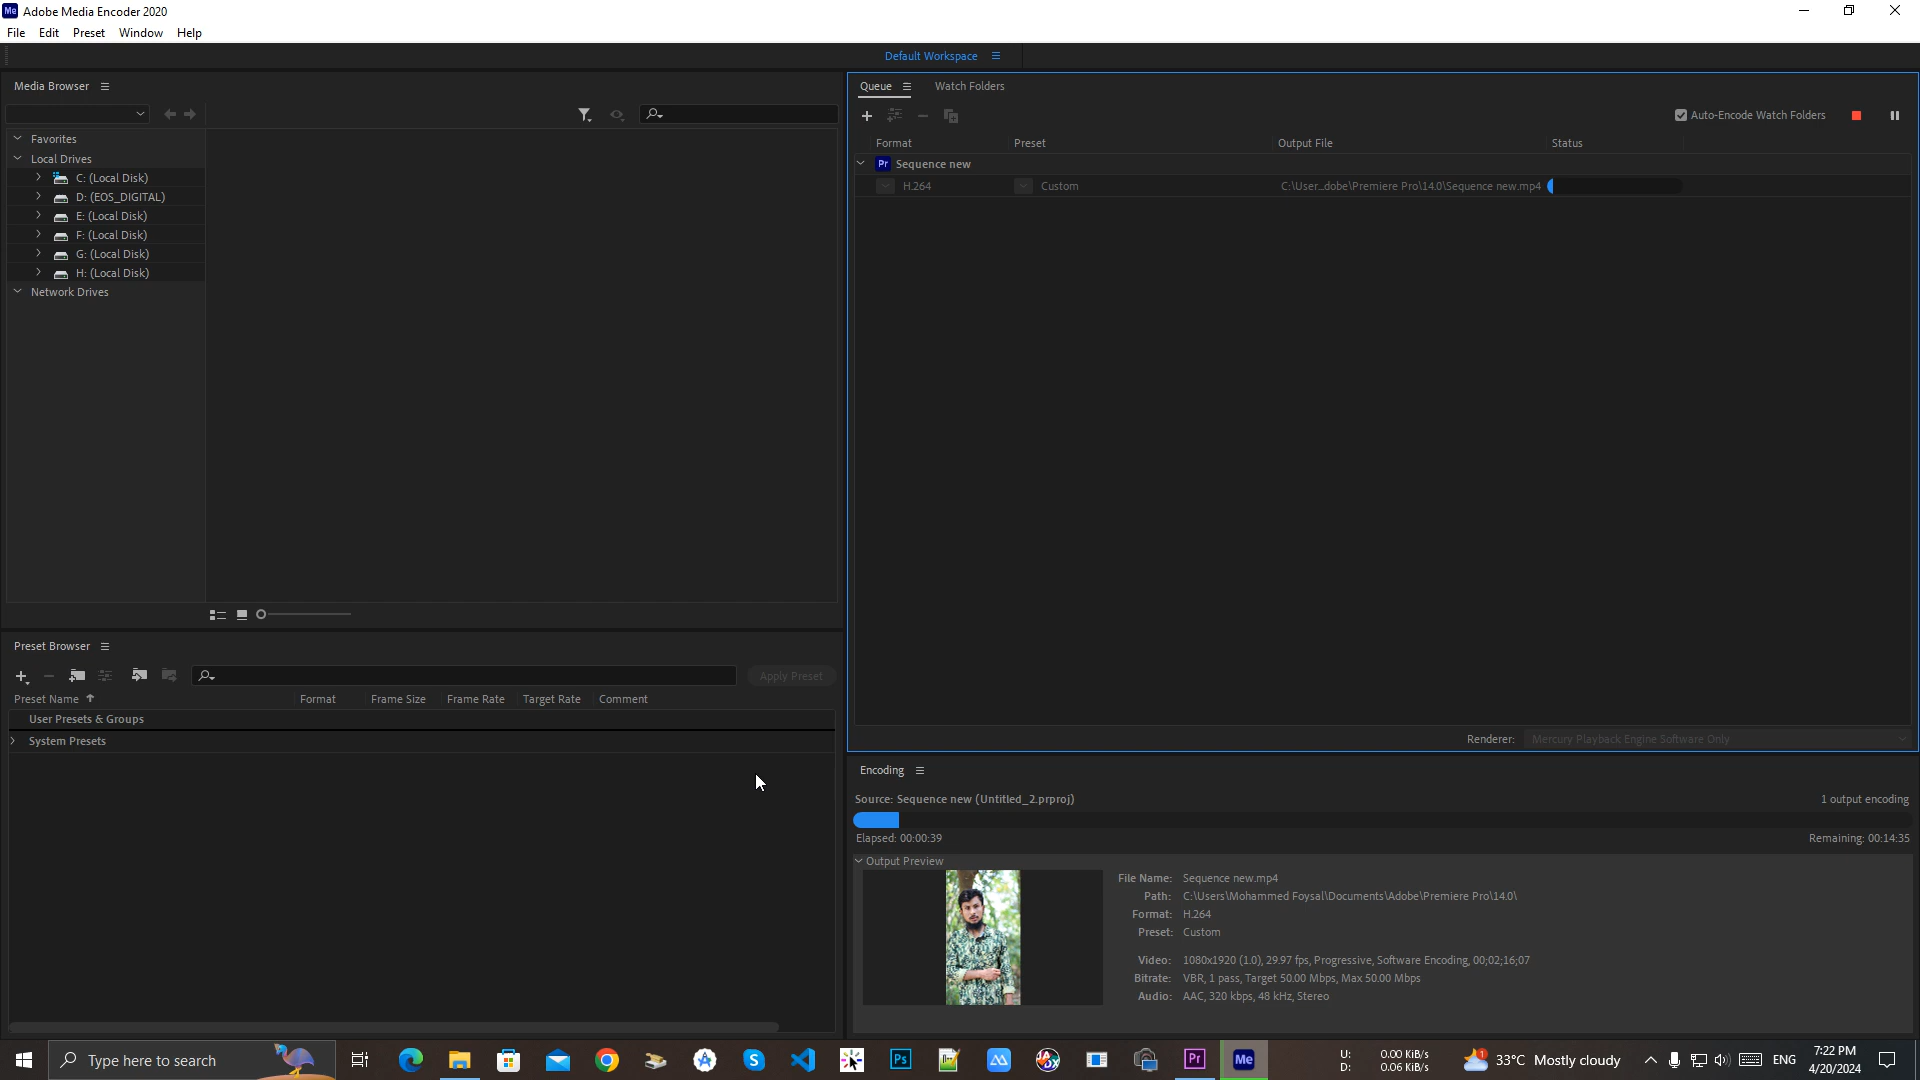 Me Adobe Media Encoder 2020
File Edit Preset Window Help
Default Workspace
Media Browser
Favorites
Local Drives
C: (Local Disk)
D: (EOS_DIGITAL)
E: (Local Disk)
F: (Local Disk)
G: (Local Disk)
H: (Local Disk)
Network Drives
Preset Browser
Apply Preset
Preset Name Format Frame Size Frame Rate Target Rate Comment
User Presets & Groups
System Presets
Queue Watch Folders
Auto-Encode Watch Folders
Format Preset Output File Status
Pr Sequence new
H.264 Custom C:\User...dobe\Premiere Pro\14.0\Sequence new.mp4
Renderer: Mercury Playback Engine Software Only
Encoding
Source: Sequence new (Untitled_2.prproj) 1 output encoding
Elapsed: 00:00:39 Remaining: 00:14:35
Output Preview
File Name: Sequence new.mp4
Path: C:\Users\Mohammed Foysal\Documents\Adobe\Premiere Pro\14.0\
Format: H.264
Preset: Custom
Video: 1080x1920 (1.0), 29.97 fps, Progressive, Software Encoding, 00;02;16;07
Bitrate: VBR, 1 pass, Target 50.00 Mbps, Max 50.00 Mbps
Audio: AAC, 320 kbps, 48 kHz, Stereo
Type here to search
Ps
Pr
Me
U: 0.00 KiB/s
D: 0.06 KiB/s
1
33°C Mostly cloudy
ENG
7:22 PM
4/20/2024